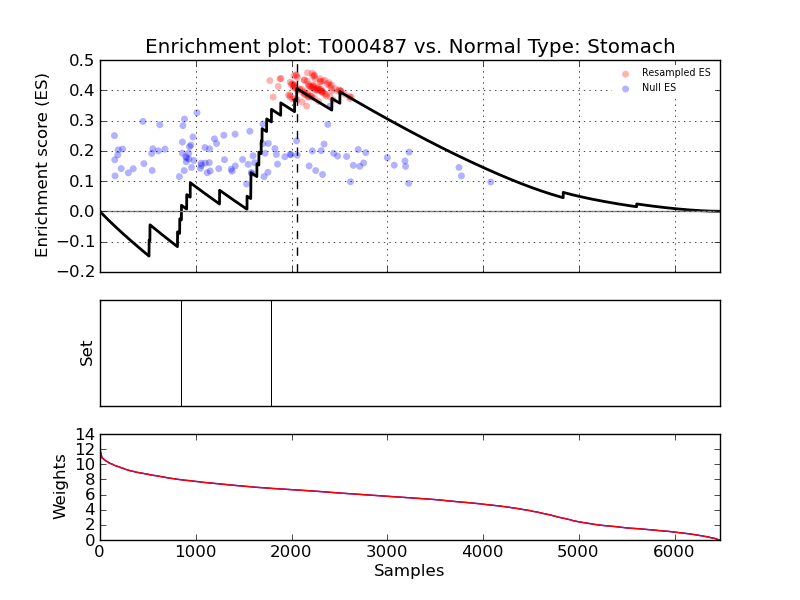 Enrichment plot: T000487 vs. Normal Type: Stomach
Enrichment score (ES)
0.5
0.4
0.3
0.2
0.1
0.0
−0.1
−0.2
Resampled ES
Null ES
Set
Weights
14
12
10
8
6
4
2
0
0 1000 2000 3000 4000 5000 6000
Samples